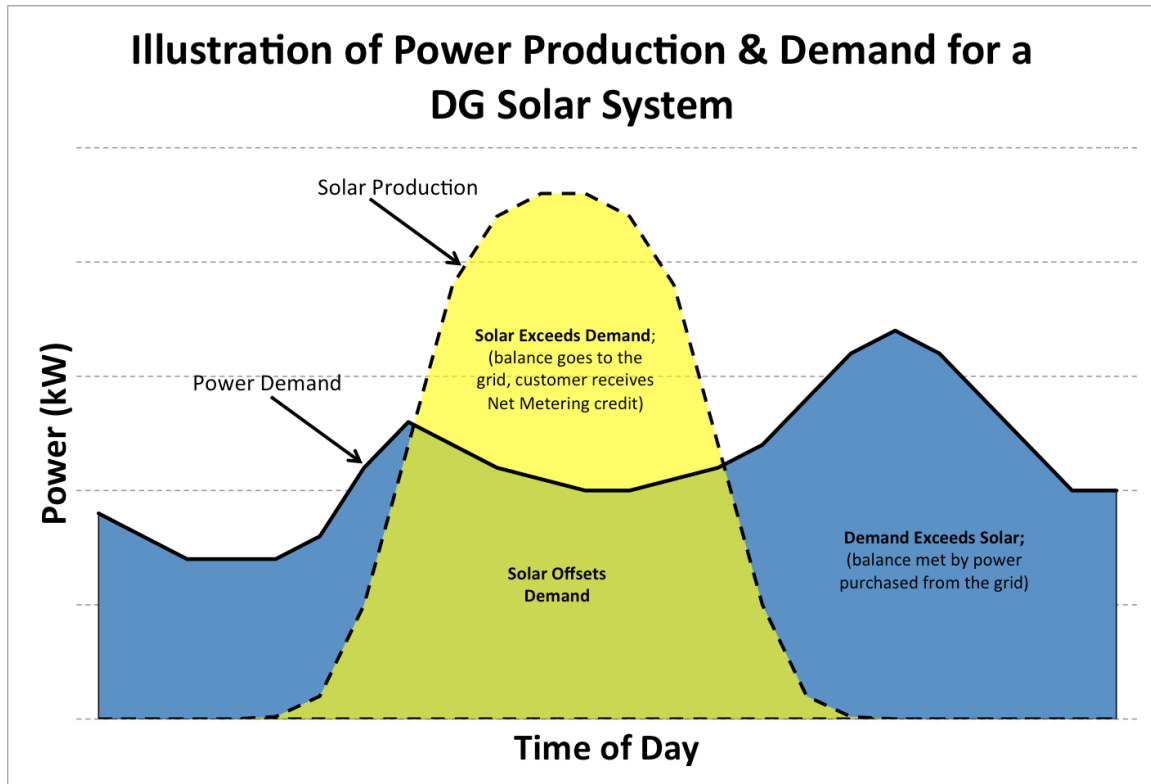 Illustration of Power Production & Demand for a
DG Solar System
Solar Production
Power Demand
Solar Exceeds Demand;
(balance goes to the
grid, customer receives
Net Metering credit)
Power (kW)
Demand Exceeds Solar;
(balance met by power
purchased from the grid)
Solar Offsets
Demand
Time of Day